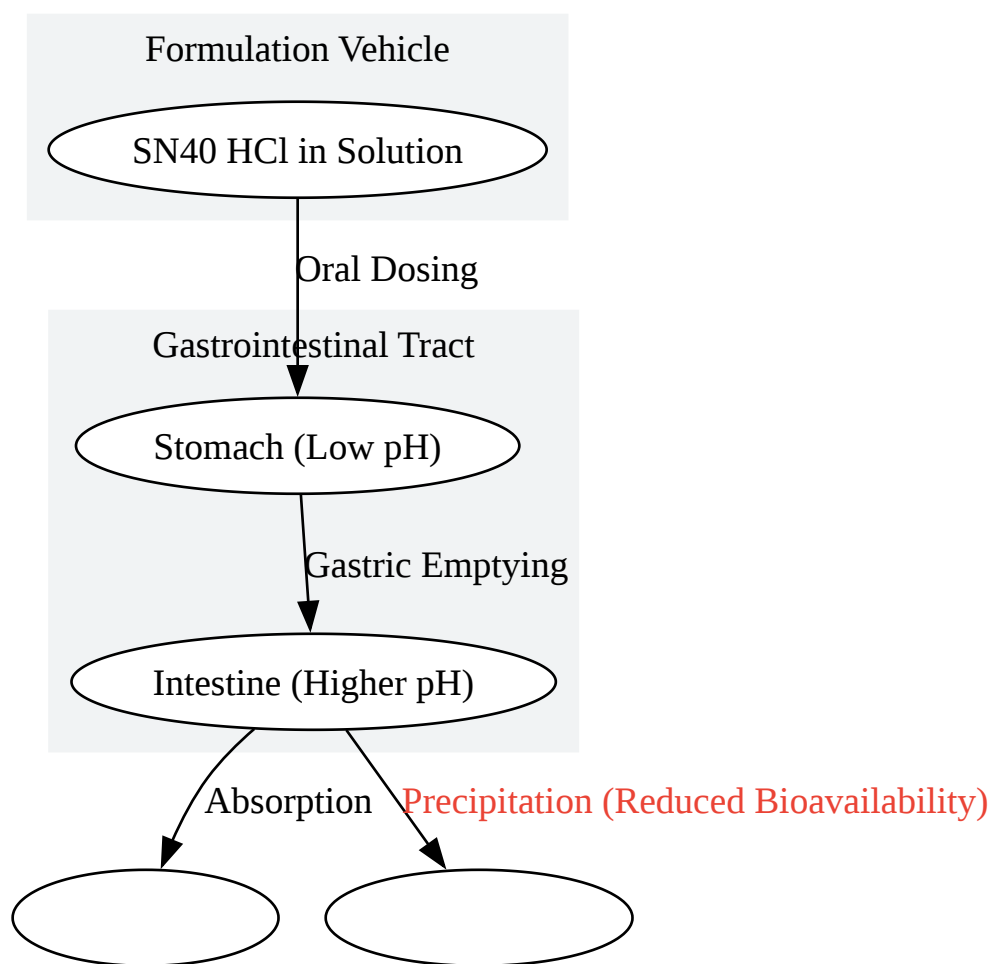 Formulation Vehicle
SN40 HCl in Solution
Oral Dosing
Gastrointestinal Tract
Stomach (Low pH)
Gastric Emptying
Intestine (Higher pH)
Absorption
Precipitation (Reduced Bioavailability)